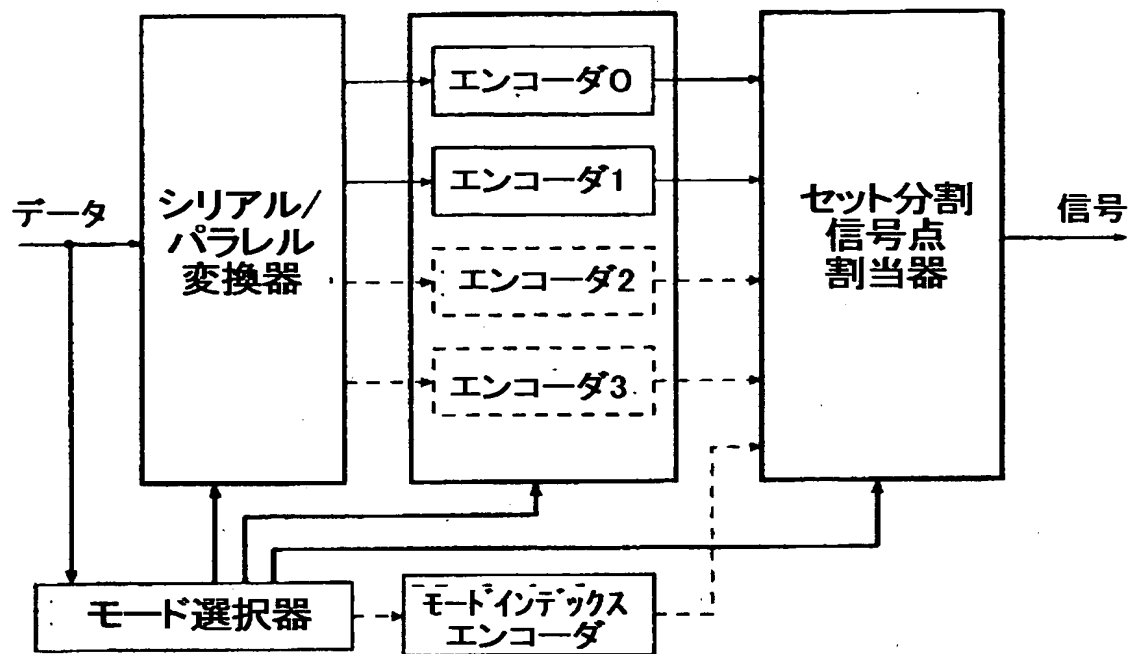 データ
シリアル/
パラレル
変換器
エンコーダ0
エンコーダ1
エンコーダ2
エンコーダ3
セット分割
信号点
割当器
信号
モード選択器
モードインデックス
エンコーダ